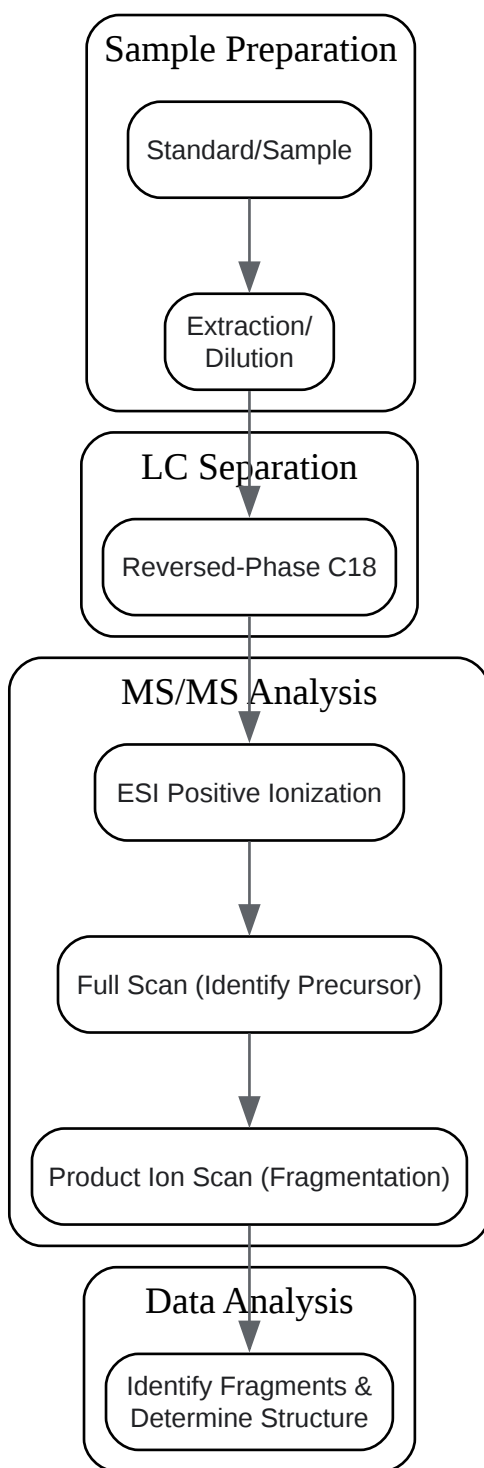 Sample Preparation
Standard/Sample
Extraction/
Dilution
LC Separation
Reversed-Phase C18
MS/MS Analysis
ESI Positive Ionization
Full Scan (Identify Precursor)
Product Ion Scan (Fragmentation)
Data Analysis
Identify Fragments &
Determine Structure